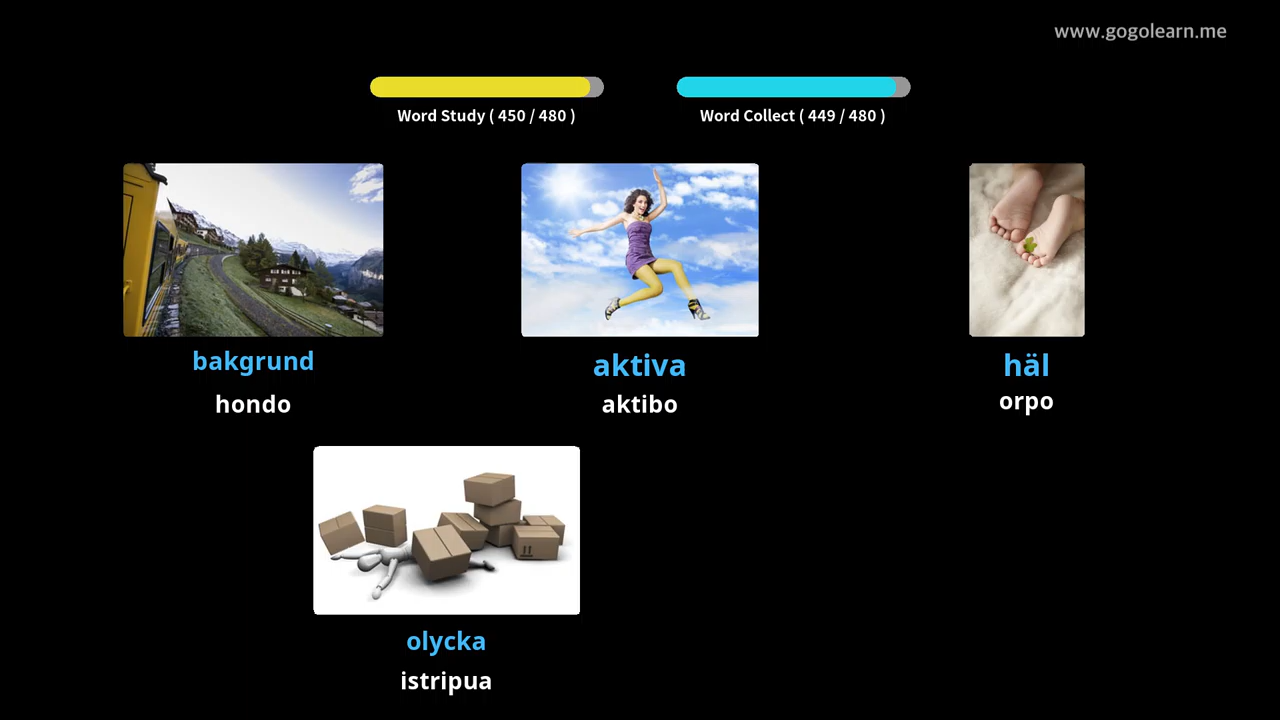 www.gogolearn.me
Word Study ( 450 / 480 )
Word Collect ( 449 / 480 )
bakgrund
hondo
aktiva
aktibo
häl
orpo
olycka
istripua